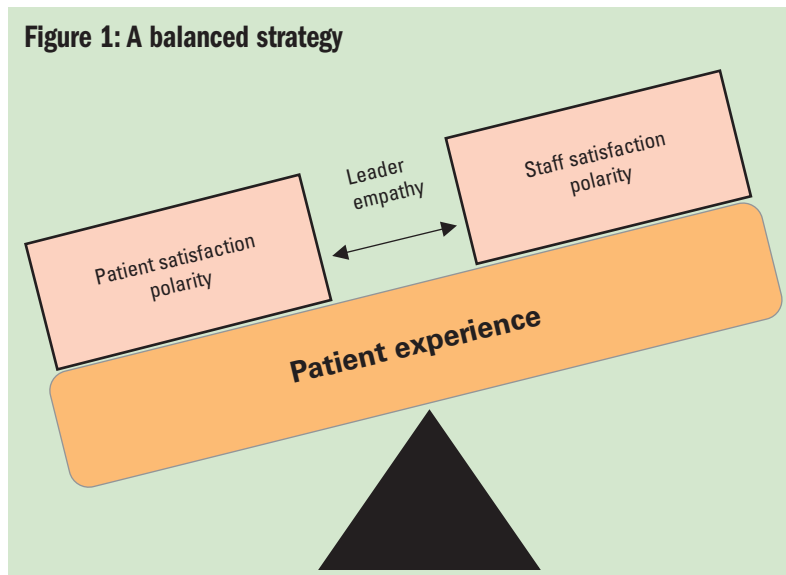 Figure 1: A balanced strategy
Leader
empathy
Staff satisfaction
polarity
Patient satisfaction
polarity
Patient experience